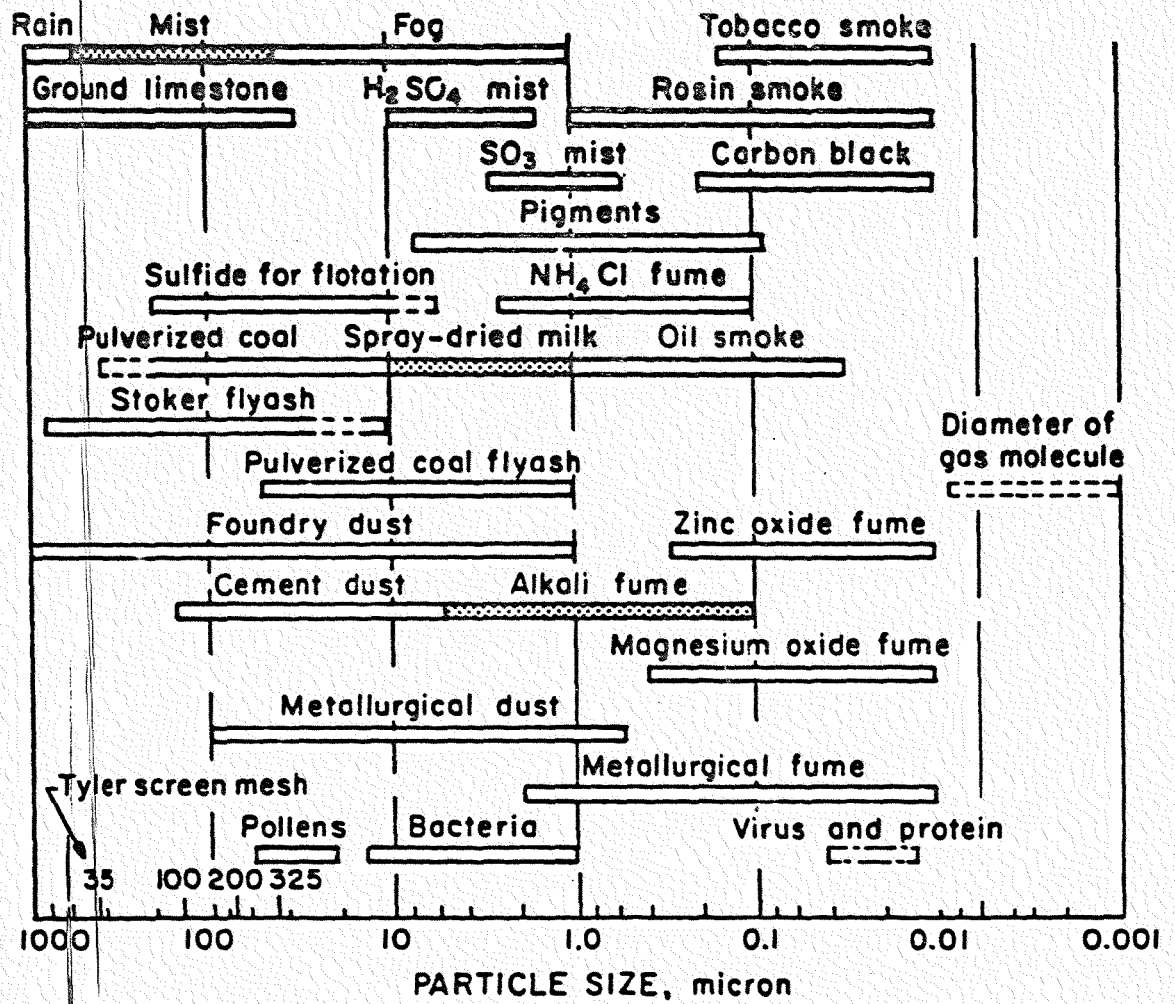 Rain Mist Fog Tobacco smoke
Ground limestone H₂SO₄ mist Rosin smoke
SO₃ mist Carbon black
Pigments
Sulfide for flotation NH₄Cl fume
Pulverized coal Spray-dried milk Oil smoke
Stoker flyash
Diameter of
gas molecule
Pulverized coal flyash
Foundry dust Zinc oxide fume
Cement dust Alkali fume
Magnesium oxide fume
Metallurgical dust
Metallurgical fume
Tyler screen mesh
Pollens Bacteria Virus and protein
35 100 200 325
1000 100 10 1.0 0.1 0.01 0.001
PARTICLE SIZE, micron